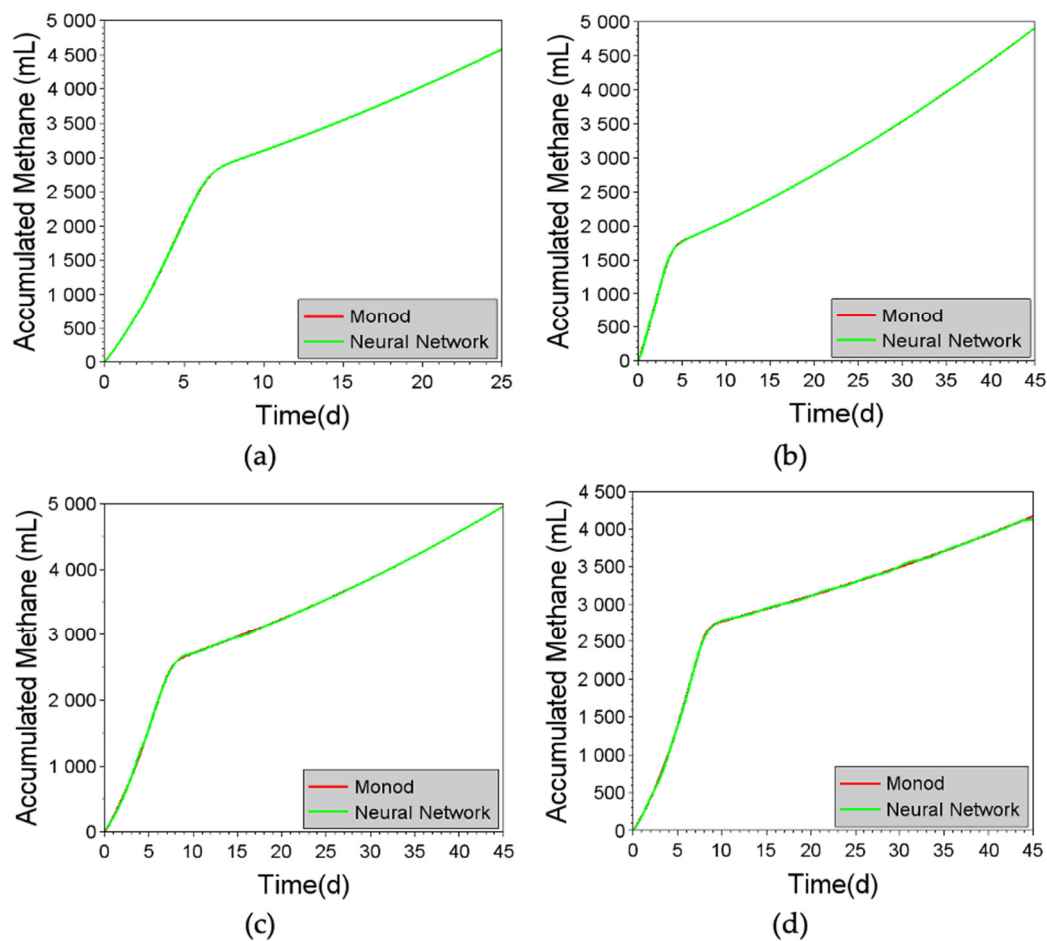 5 000
4 500
4 000
3 500
3 000
2 500
2 000
1 500
1 000
500
0
Accumulated Methane (mL)
Monod
Neural Network
0 5 10 15 20 25
Time(d)
(a)
5 000
4 500
4 000
3 500
3 000
2 500
2 000
1 500
1 000
500
0
Accumulated Methane (mL)
Monod
Neural Network
0 5 10 15 20 25 30 35 40 45
Time(d)
(b)
5 000
4 000
3 000
2 000
1 000
0
Accumulated Methane (mL)
Monod
Neural Network
0 5 10 15 20 25 30 35 40 45
Time(d)
(c)
4 500
4 000
3 500
3 000
2 500
2 000
1 500
1 000
500
0
Accumulated Methane (mL)
Monod
Neural Network
0 5 10 15 20 25 30 35 40 45
Time(d)
(d)